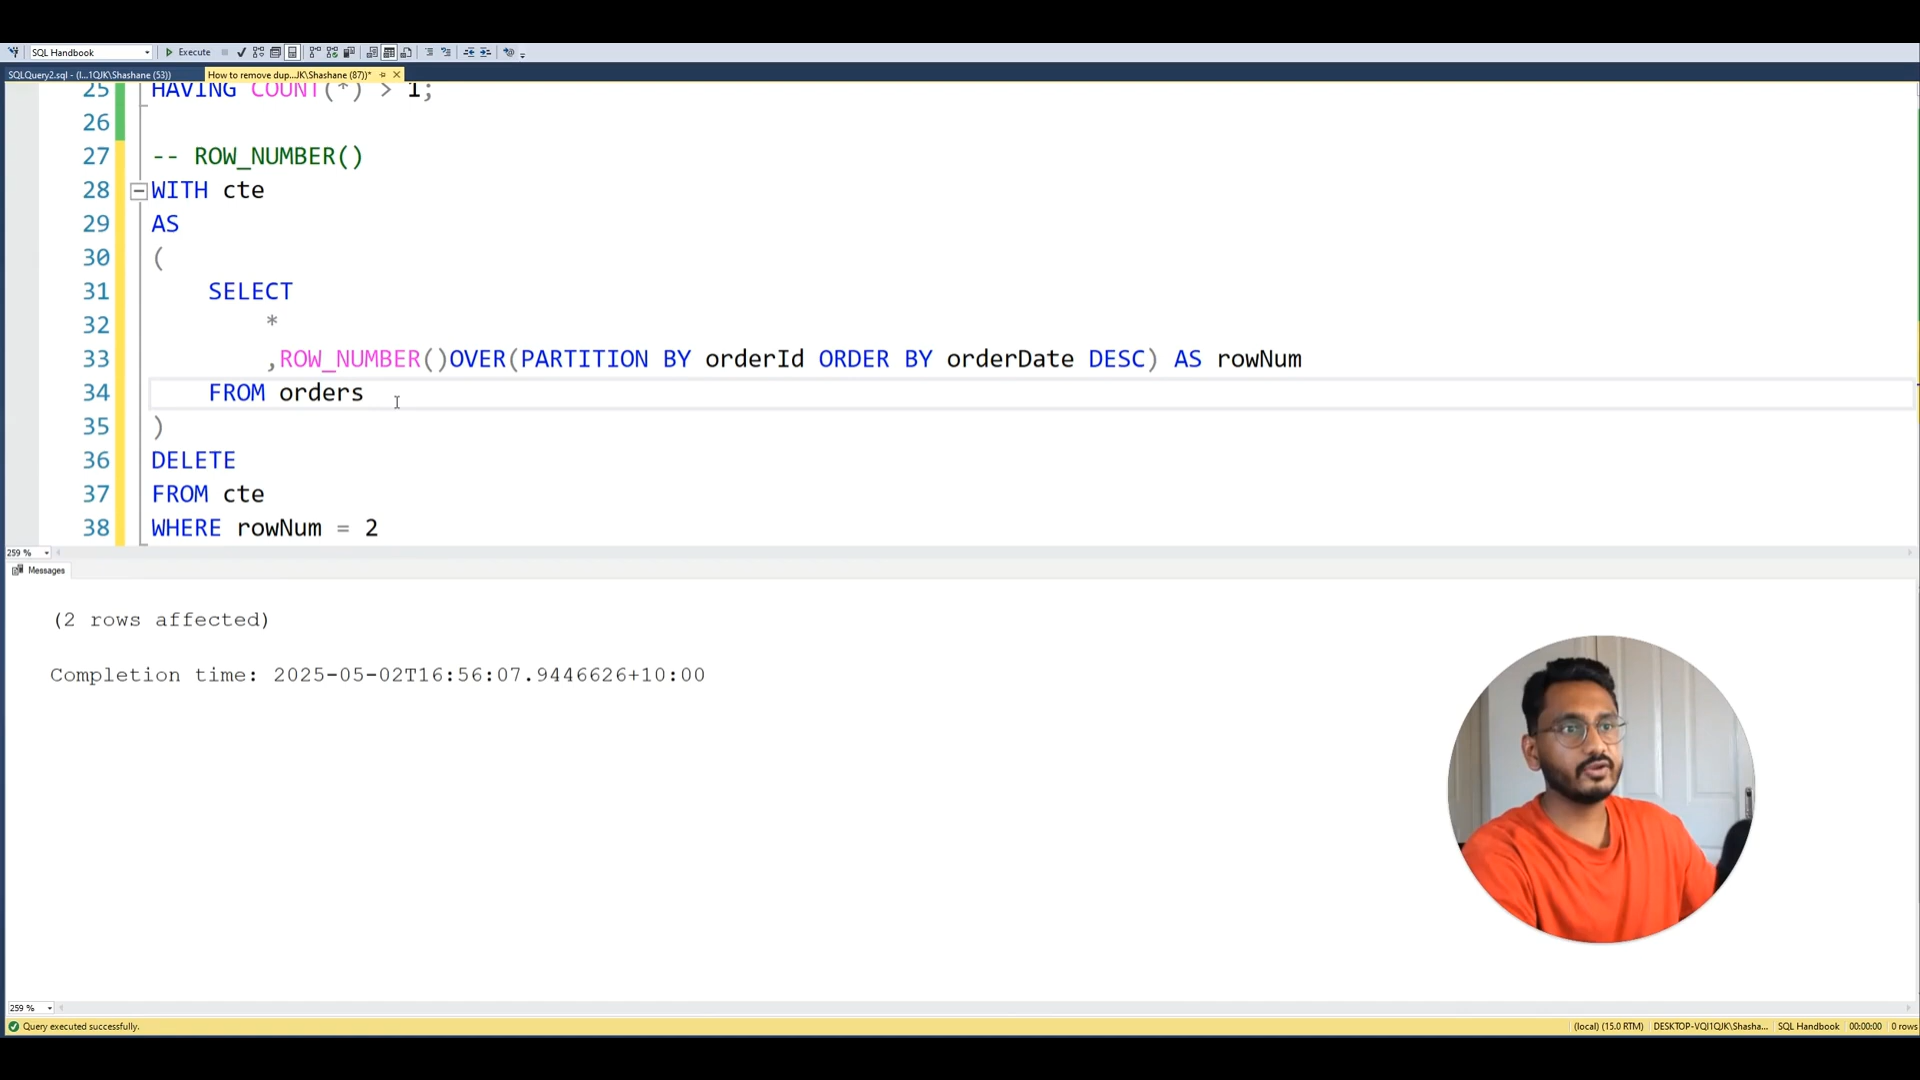 SQL Handbook
Execute
SQLQuery2.sql - (l...1QJK\Shashane (53))
How to remove dup...JK\Shashane (87))*
25 HAVING COUNT(*) > 1;
26
27 -- ROW_NUMBER()
28 WITH cte
29 AS
30 (
31 SELECT
32 *
33 ,ROW_NUMBER()OVER(PARTITION BY orderId ORDER BY orderDate DESC) AS rowNum
34 FROM orders
35 )
36 DELETE
37 FROM cte
38 WHERE rowNum = 2
259 %
Messages
(2 rows affected)
Completion time: 2025-05-02T16:56:07.9446626+10:00
259 %
Query executed successfully.
(local) (15.0 RTM)
DESKTOP-VQI1QJK\Shasha...
SQL Handbook
00:00:00
0 rows